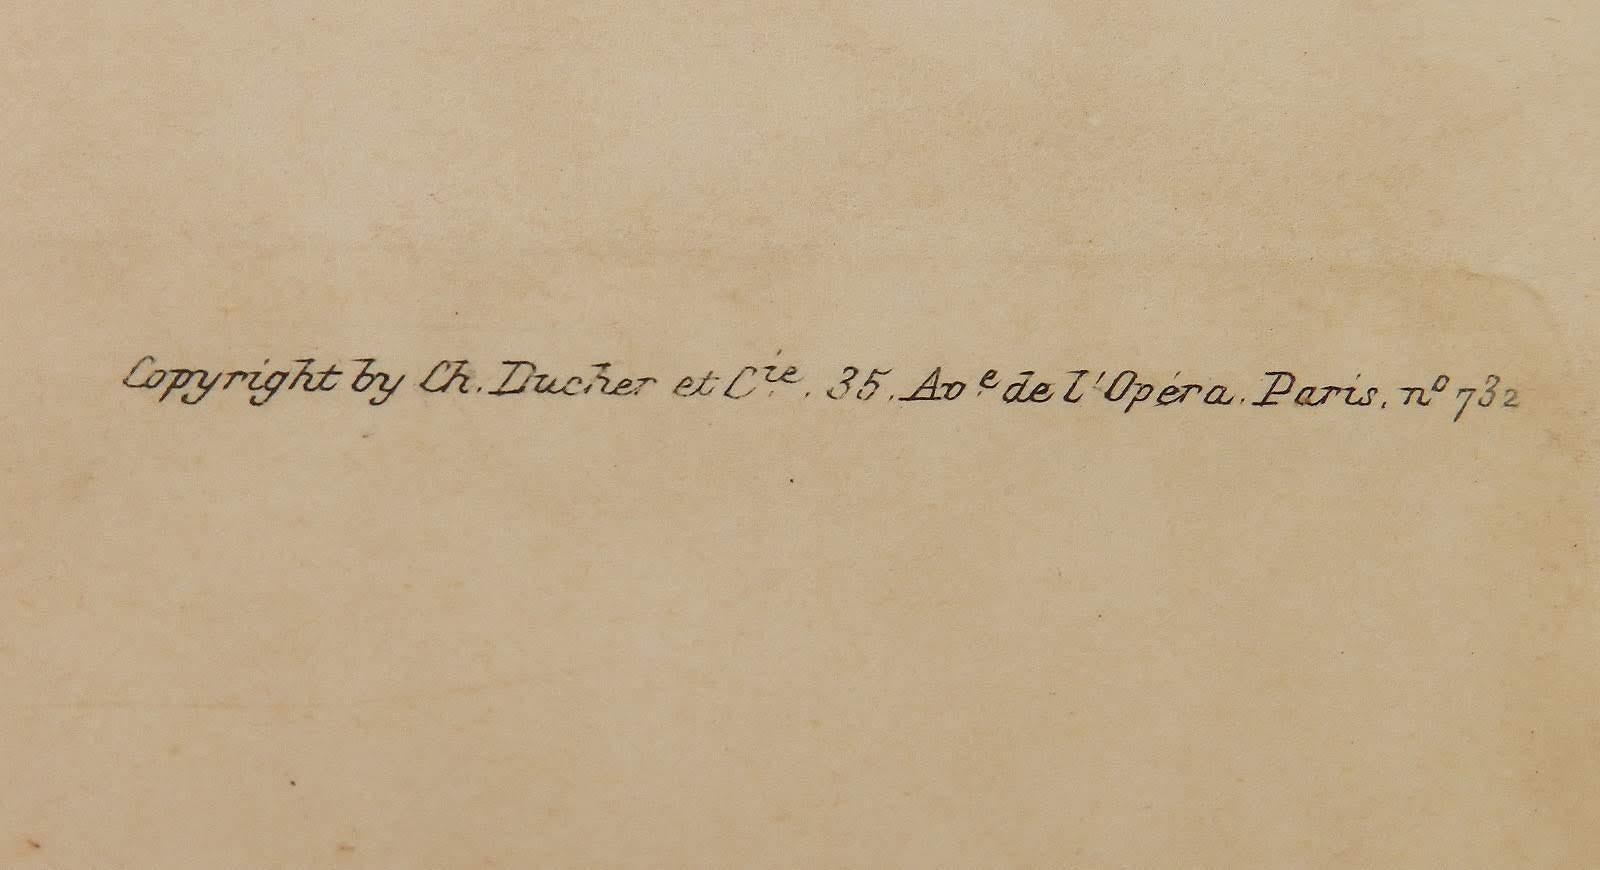 Copyright by Ch. Ducher et Cie. 35. Ave de l'Opéra. Paris. nº 732